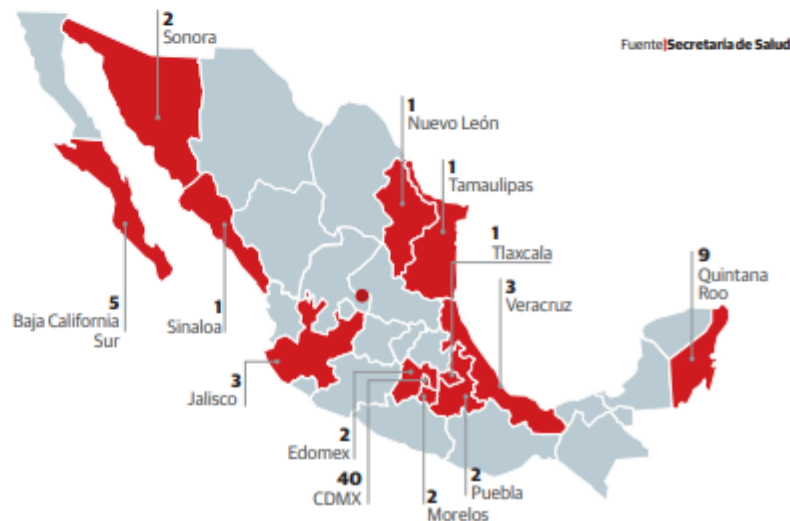 2
Sonora
Fuente|Secretaría de Salud
1
Nuevo León
1
Tamaulipas
1
Tlaxcala
3
Veracruz
9
Quintana
Roo
5
Baja California
Sur
1
Sinaloa
3
Jalisco
2
Edomex
40
CDMX
2
Morelos
2
Puebla